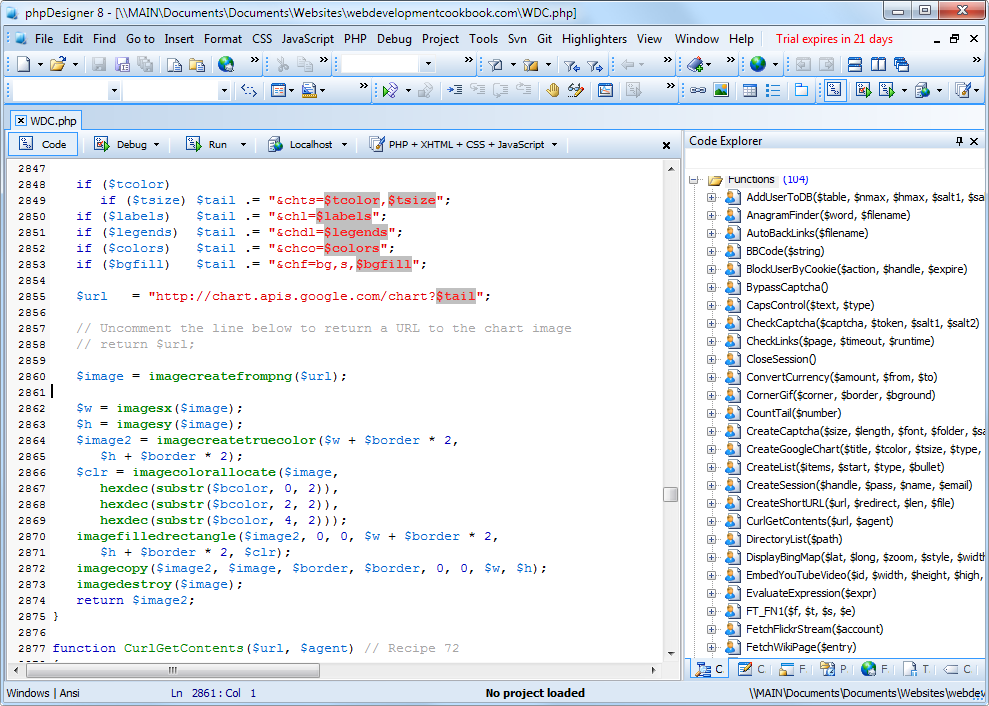 phpDesigner 8 - [\\MAIN\Documents\Documents\Websites\webdevelopmentcookbook.com\WDC.php]
File Edit Find Go to Insert Format CSS JavaScript PHP Debug Project Tools Svn Git Highlighters View Window Help Trial expires in 21 days
WDC.php
Code Debug Run Localhost PHP + XHTML + CSS + JavaScript
2847
2848 if ($tcolor)
2849 if ($tsize) $tail .= "&chts=$tcolor,$tsize";
2850 if ($labels) $tail .= "&chl=$labels";
2851 if ($legends) $tail .= "&chdl=$legends";
2852 if ($colors) $tail .= "&chco=$colors";
2853 if ($bgfill) $tail .= "&chf=bg,s,$bgfill";
2854
2855 $url = "http://chart.apis.google.com/chart?$tail";
2856
2857 // Uncomment the line below to return a URL to the chart image
2858 // return $url;
2859
2860 $image = imagecreatefrompng($url);
2861
2862 $w = imagesx($image);
2863 $h = imagesy($image);
2864 $image2 = imagecreatetruecolor($w + $border * 2,
2865 $h + $border * 2);
2866 $clr = imagecolorallocate($image,
2867 hexdec(substr($bcolor, 0, 2)),
2868 hexdec(substr($bcolor, 2, 2)),
2869 hexdec(substr($bcolor, 4, 2)));
2870 imagefilledrectangle($image2, 0, 0, $w + $border * 2,
2871 $h + $border * 2, $clr);
2872 imagecopy($image2, $image, $border, $border, 0, 0, $w, $h);
2873 imagedestroy($image);
2874 return $image2;
2875 }
2876
2877 function CurlGetContents($url, $agent) // Recipe 72
Code Explorer
Functions (104)
AddUserToDB($table, $nmax, $hmax, $salt1, $sal
AnagramFinder($word, $filename)
AutoBackLinks($filename)
BBCode($string)
BlockUserByCookie($action, $handle, $expire)
BypassCaptcha()
CapsControl($text, $type)
CheckCaptcha($captcha, $token, $salt1, $salt2)
CheckLinks($page, $timeout, $runtime)
CloseSession()
ConvertCurrency($amount, $from, $to)
CornerGif($corner, $border, $bground)
CountTail($number)
CreateCaptcha($size, $length, $font, $folder, $sa
CreateGoogleChart($title, $tcolor, $tsize, $type,
CreateList($items, $start, $type, $bullet)
CreateSession($handle, $pass, $name, $email)
CreateShortURL($url, $redirect, $len, $file)
CurlGetContents($url, $agent)
DirectoryList($path)
DisplayBingMap($lat, $long, $zoom, $style, $width
EmbedYouTubeVideo($id, $width, $height, $high,
EvaluateExpression($expr)
FT_FN1($f, $t, $s, $e)
FetchFlickrStream($account)
FetchWikiPage($entry)
C C F P F T C
Windows | Ansi Ln 2861 : Col 1 No project loaded \\MAIN\Documents\Documents\Websites\webdev